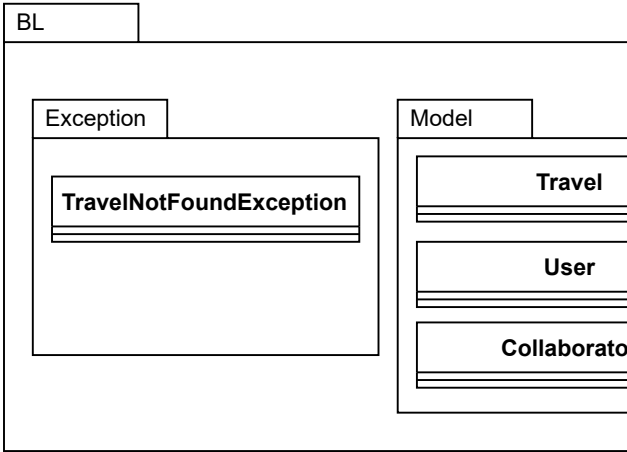 BL
Exception
Model
TravelNotFoundException
Travel
User
Collaborato